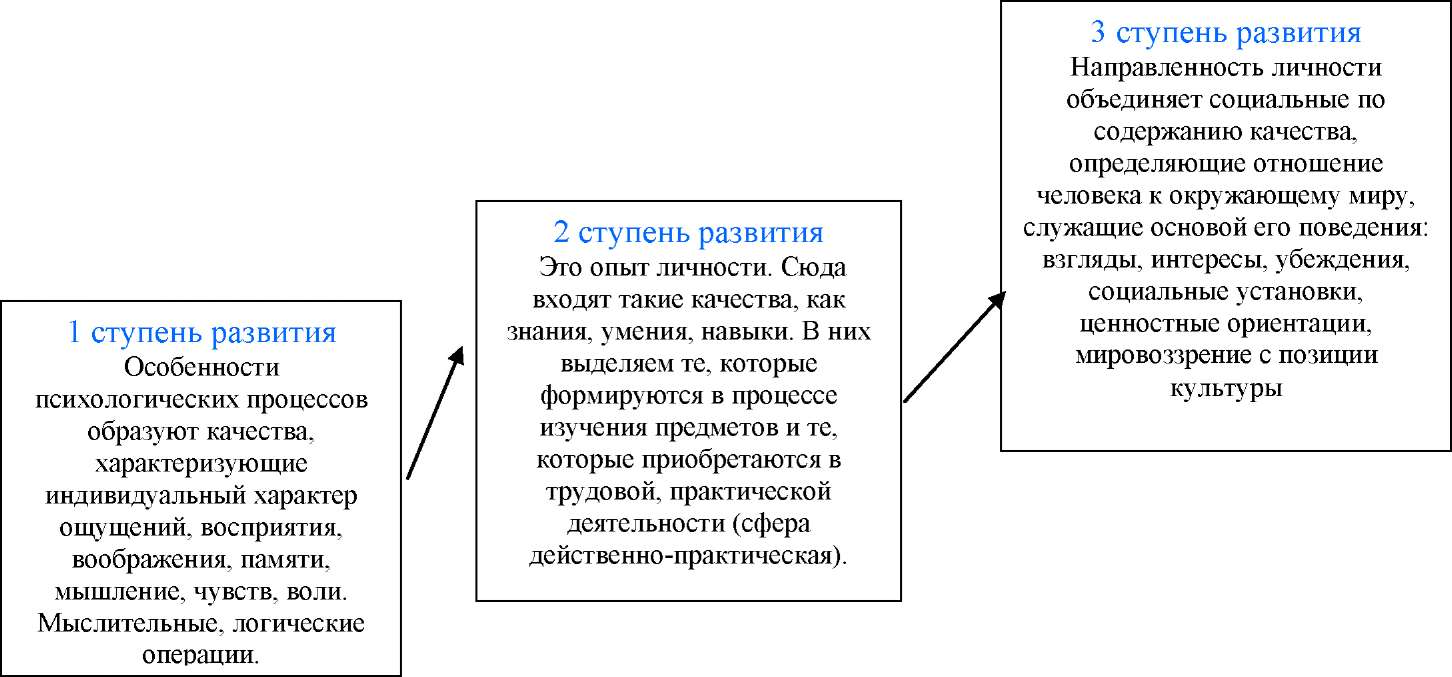 1 ступень развития
Особенности
психологических процессов
образуют качества,
характеризующие
индивидуальный характер
ощущений, восприятия,
воображения, памяти,
мышление, чувств, воли.
Мыслительные, логические
операции.
2 ступень развития
Это опыт личности. Сюда
входят такие качества, как
знания, умения, навыки. В них
выделяем те, которые
формируются в процессе
изучения предметов и те,
которые приобретаются в
трудовой, практической
деятельности (сфера
действенно-практическая).
3 ступень развития
Направленность личности
объединяет социальные по
содержанию качества,
определяющие отношение
человека к окружающему миру,
служащие основой его поведения:
взгляды, интересы, убеждения,
социальные установки,
ценностные ориентации,
мировоззрение с позиции
культуры